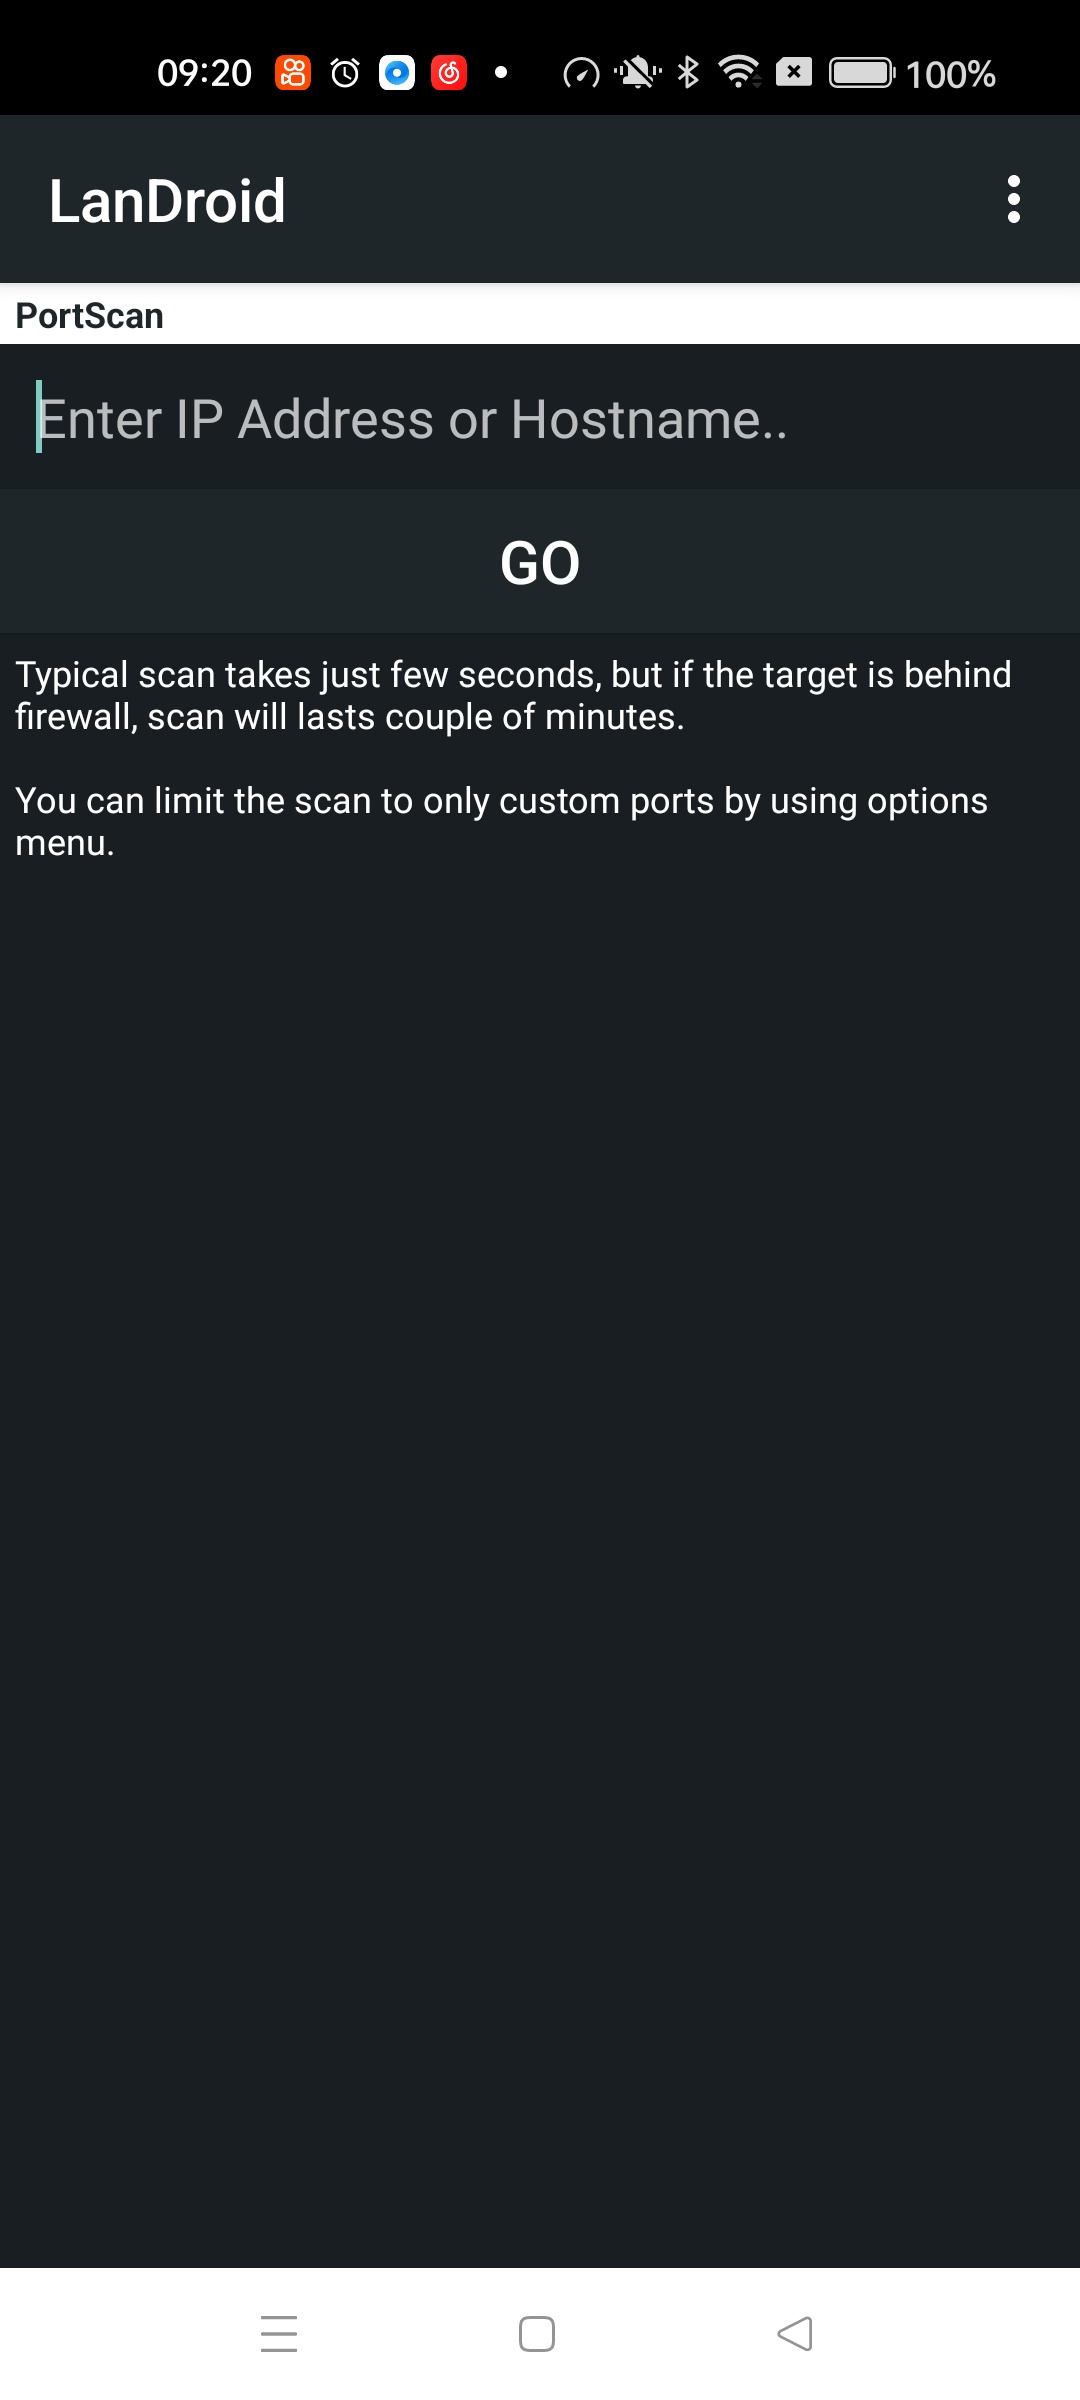 09:20
100%
LanDroid
PortScan
Enter IP Address or Hostname..
GO
Typical scan takes just few seconds, but if the target is behind
firewall, scan will lasts couple of minutes.
You can limit the scan to only custom ports by using options
menu.